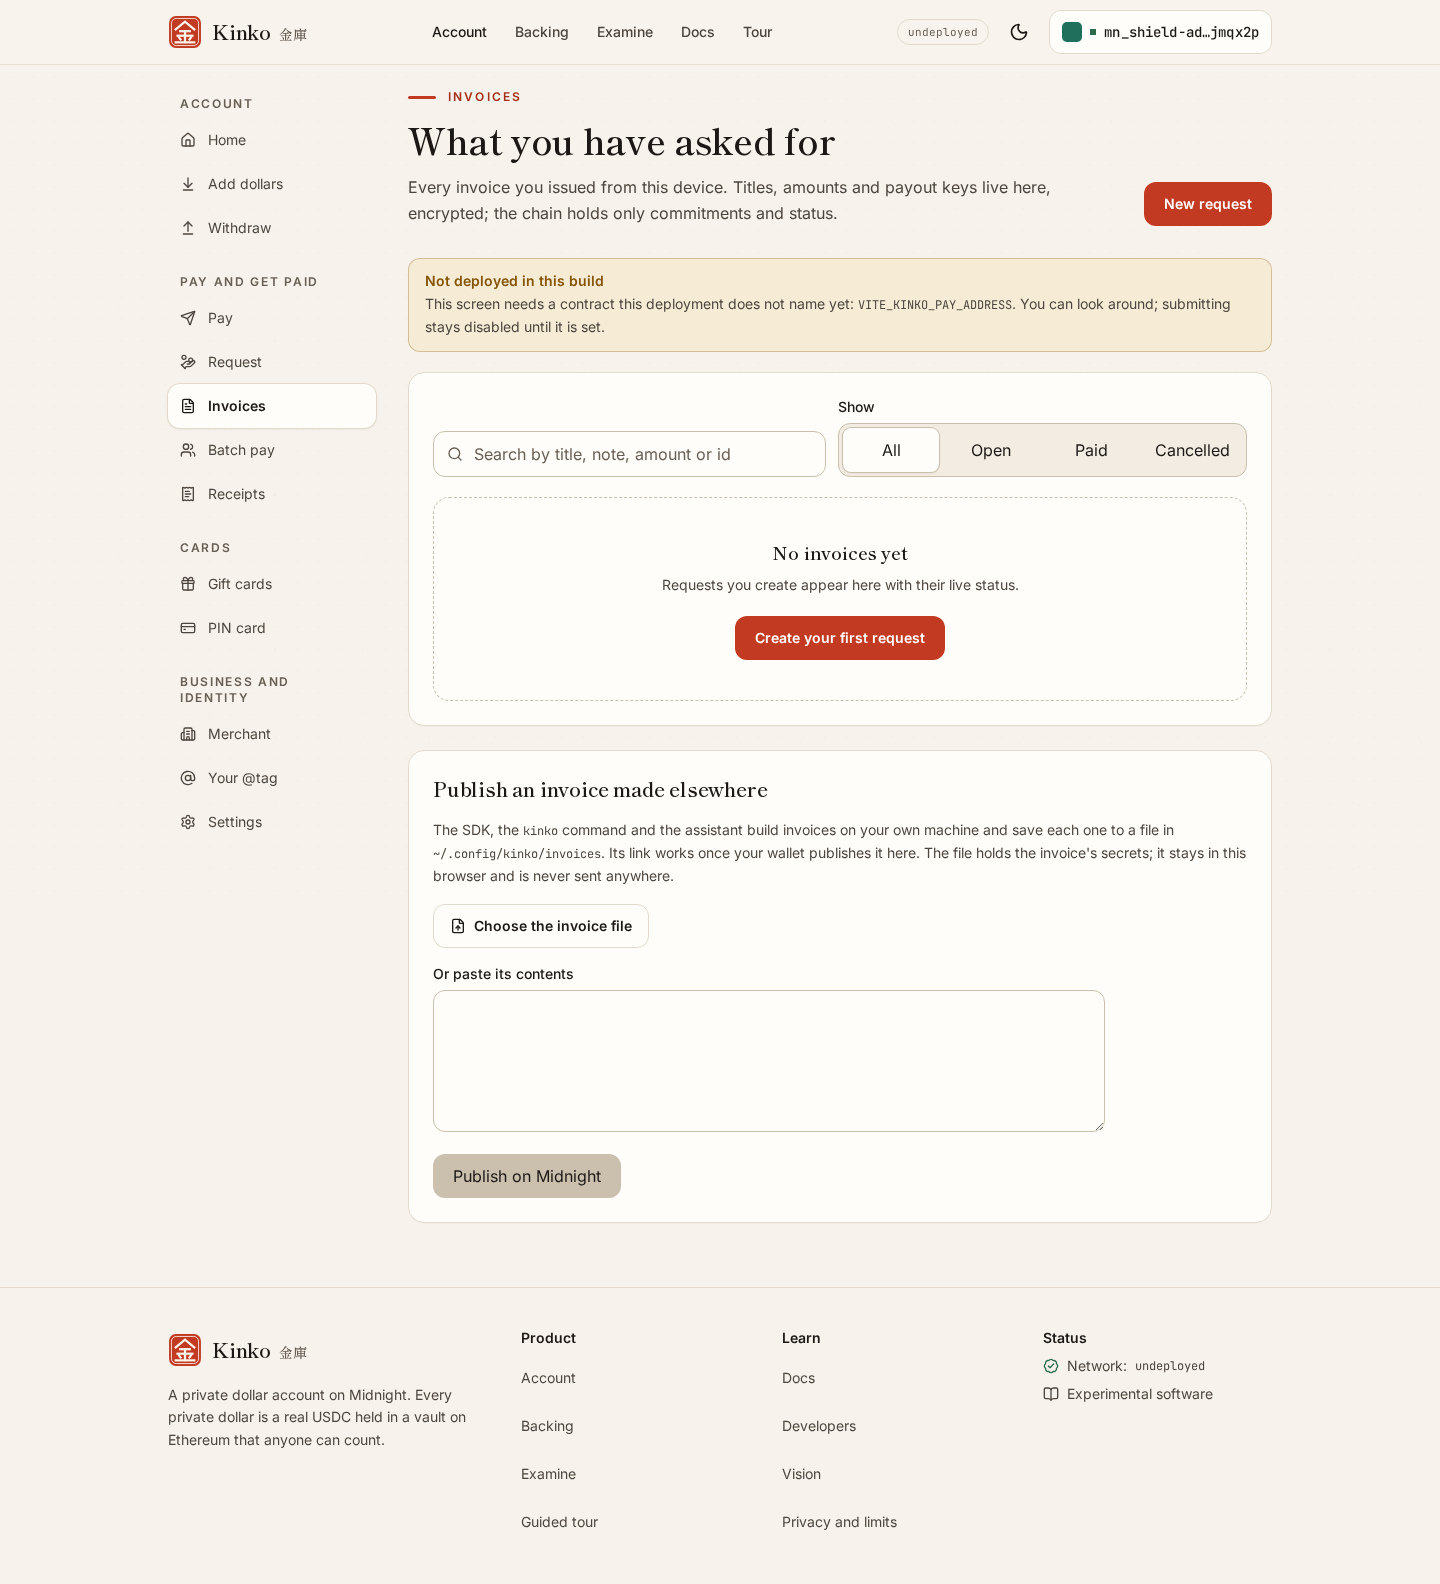 金 Kinko 金庫
Account Backing Examine Docs Tour
undeployed
mn_shield-ad…jmqx2p
ACCOUNT
Home
Add dollars
Withdraw
PAY AND GET PAID
Pay
Request
Invoices
Batch pay
Receipts
CARDS
Gift cards
PIN card
BUSINESS AND
IDENTITY
Merchant
Your @tag
Settings
INVOICES
What you have asked for
Every invoice you issued from this device. Titles, amounts and payout keys live here,
encrypted; the chain holds only commitments and status.
New request
Not deployed in this build
This screen needs a contract this deployment does not name yet: VITE_KINKO_PAY_ADDRESS. You can look around; submitting
stays disabled until it is set.
Show
Search by title, note, amount or id
All Open Paid Cancelled
No invoices yet
Requests you create appear here with their live status.
Create your first request
Publish an invoice made elsewhere
The SDK, the kinko command and the assistant build invoices on your own machine and save each one to a file in
~/.config/kinko/invoices. Its link works once your wallet publishes it here. The file holds the invoice's secrets; it stays in this
browser and is never sent anywhere.
Choose the invoice file
Or paste its contents
Publish on Midnight
金 Kinko 金庫
A private dollar account on Midnight. Every
private dollar is a real USDC held in a vault on
Ethereum that anyone can count.
Product
Account
Backing
Examine
Guided tour
Learn
Docs
Developers
Vision
Privacy and limits
Status
Network: undeployed
Experimental software